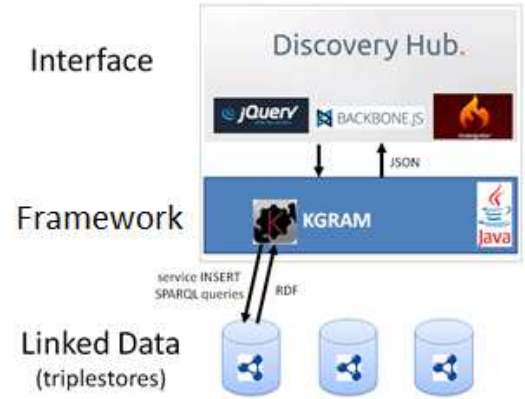 Interface
Discovery Hub.
jQuery
BACKBONE.JS
JSON
Framework
KGRAM
Java
service INSERT
SPARQL queries
RDF
Linked Data
(triplestores)